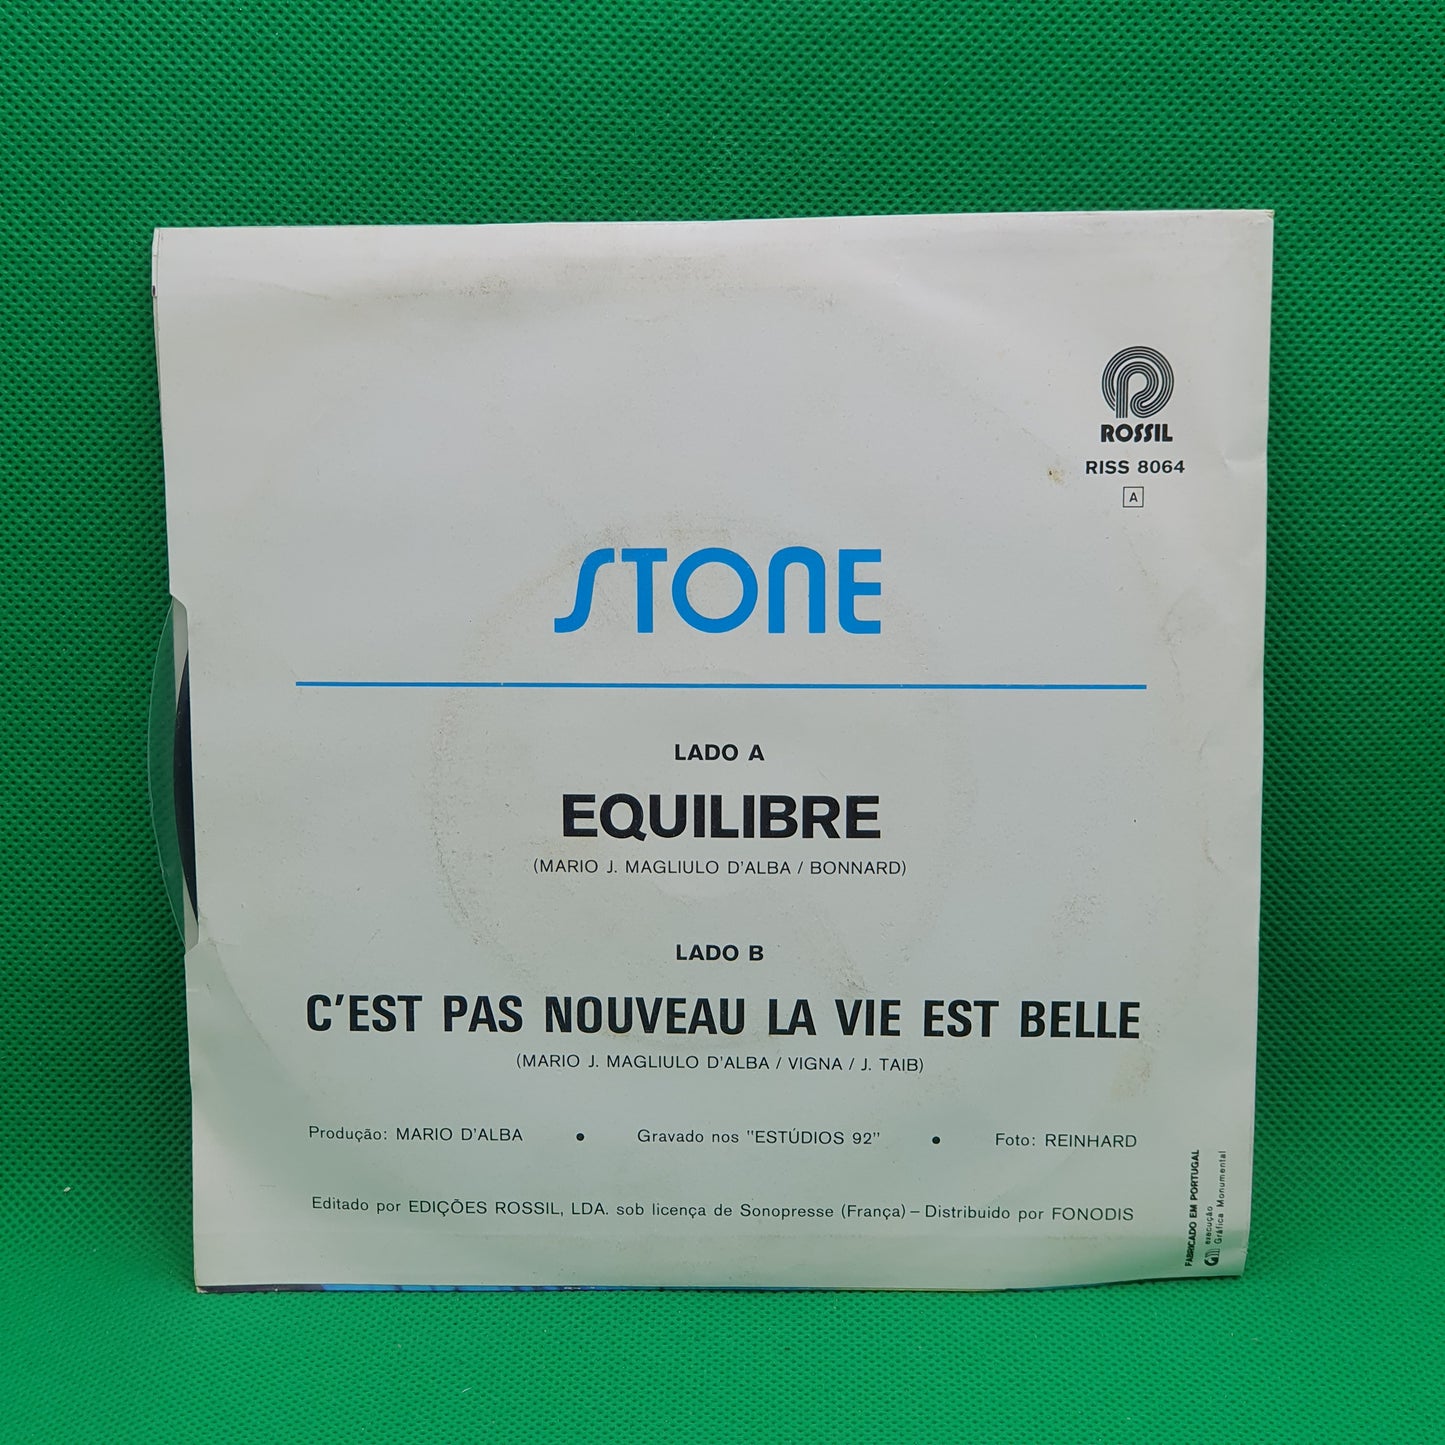 ROSSIL
RISS 8064
A
STONE
LADO A
EQUILIBRE
(MARIO J. MAGLIULO D'ALBA / BONNARD)
LADO B
C'EST PAS NOUVEAU LA VIE EST BELLE
(MARIO J. MAGLIULO D'ALBA / VIGNA / J. TAIB)
Produção: MARIO D'ALBA • Gravado nos "ESTÚDIOS 92" • Foto: REINHARD
Editado por EDIÇÕES ROSSIL, LDA. sob licença de Sonopresse (França) – Distribuido por FONODIS
FABRICADO EM PORTUGAL
execução
Gráfica Monumental